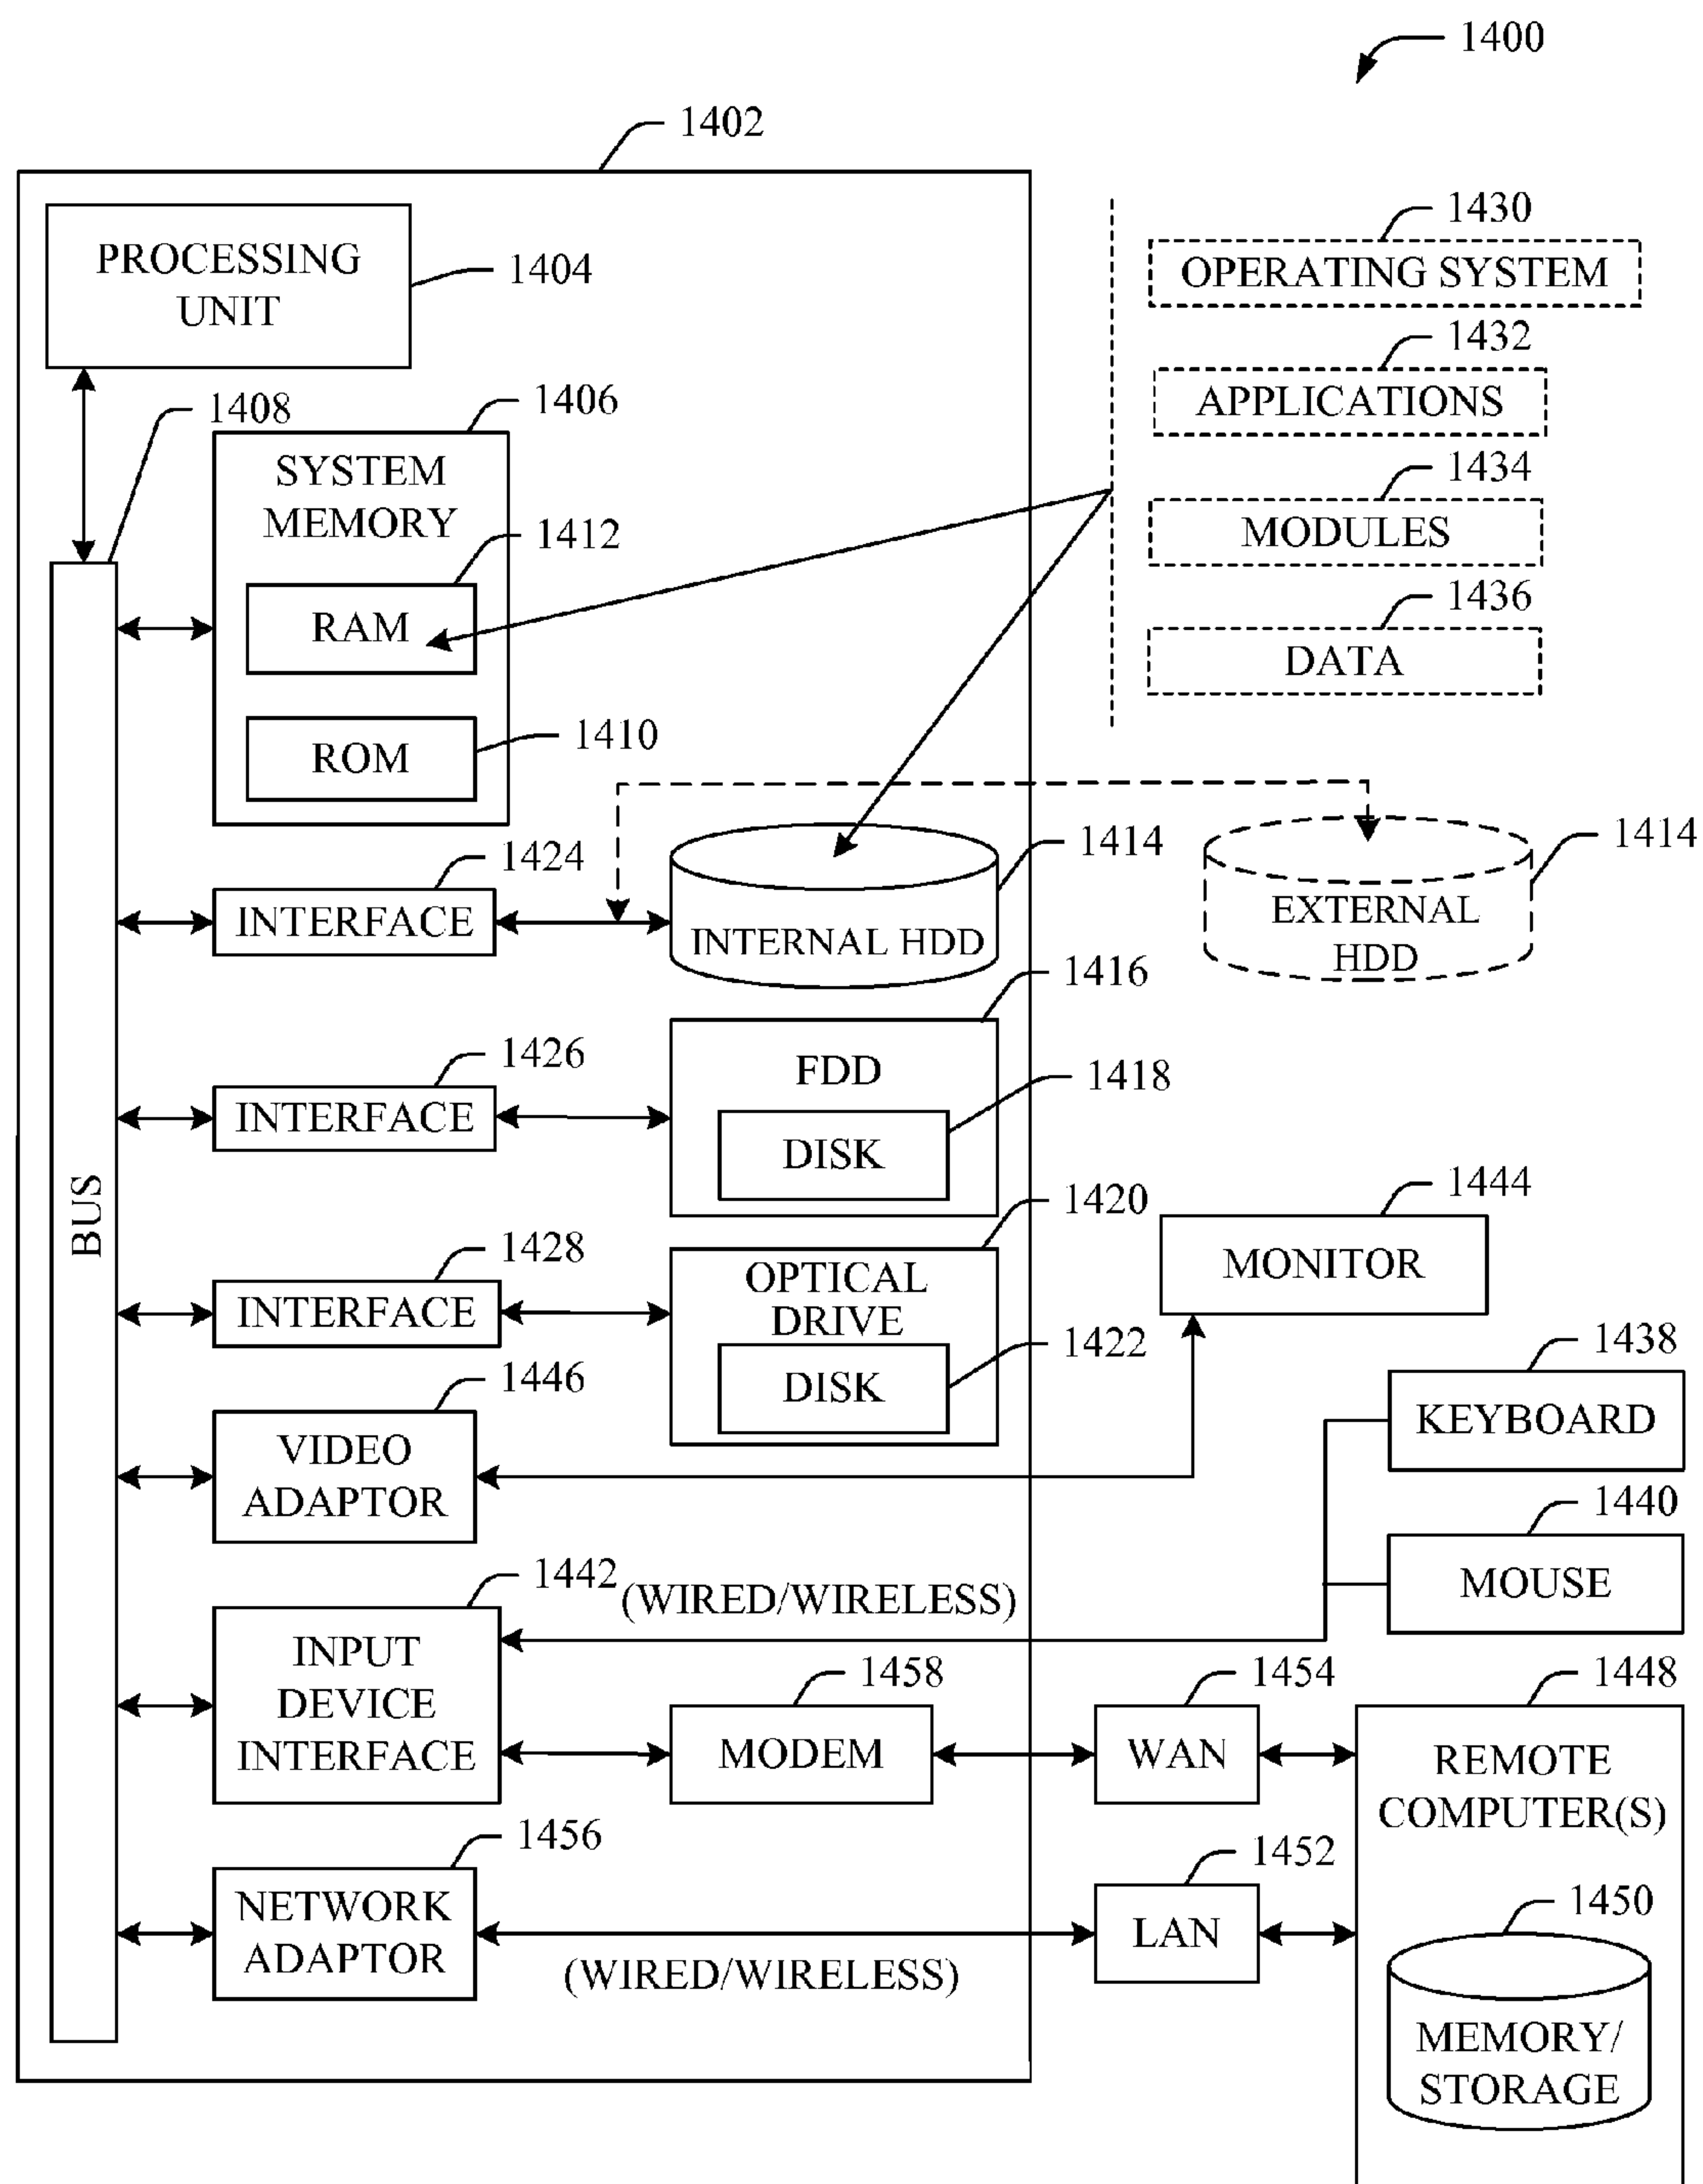 1400
1402
PROCESSING
UNIT
1404
1430
OPERATING SYSTEM
1432
APPLICATIONS
1434
MODULES
1436
DATA
1408
1406
SYSTEM
MEMORY
1412
RAM
1410
ROM
1424
INTERFACE
1414
INTERNAL HDD
1414
EXTERNAL
HDD
1416
FDD
1418
DISK
1426
INTERFACE
BUS
1420
OPTICAL
DRIVE
1422
DISK
1428
INTERFACE
1444
MONITOR
1446
VIDEO
ADAPTOR
1438
KEYBOARD
1440
MOUSE
1442
(WIRED/WIRELESS)
INPUT
DEVICE
INTERFACE
1458
MODEM
1454
WAN
1448
REMOTE
COMPUTER(S)
1456
NETWORK
ADAPTOR
(WIRED/WIRELESS)
1452
LAN
1450
MEMORY/
STORAGE